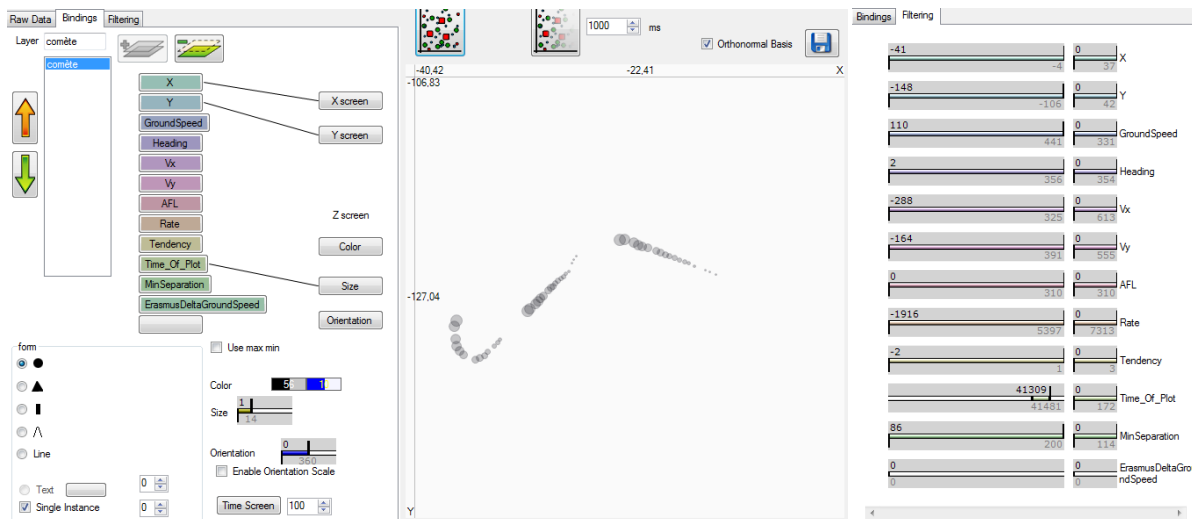 Raw Data Bindings Filtering
Layer comète
comète
X
Y
GroundSpeed
Heading
Vx
Vy
AFL
Rate
Tendency
Time_Of_Plot
MinSeparation
ErasmusDeltaGroundSpeed
X screen
Y screen
Z screen
Color
Size
Orientation
form
Line
Text
0
Single Instance
0
Use max min
Color
Size
1
14
Orientation
0
360
Enable Orientation Scale
Time Screen 100
1000 ms
Orthonormal Basis
-40,42 -22,41 X
-106,83
-127,04
Y
Bindings Filtering
-41 -4 0 37 X
-148 -106 0 42 Y
110 441 0 331 GroundSpeed
2 356 0 354 Heading
-288 325 0 613 Vx
-164 391 0 555 Vy
0 310 0 310 AFL
-1916 5397 0 7313 Rate
-2 1 0 3 Tendency
41309 41481 0 172 Time_Of_Plot
86 200 0 114 MinSeparation
0 0 0 0 ErasmusDeltaGro
ndSpeed